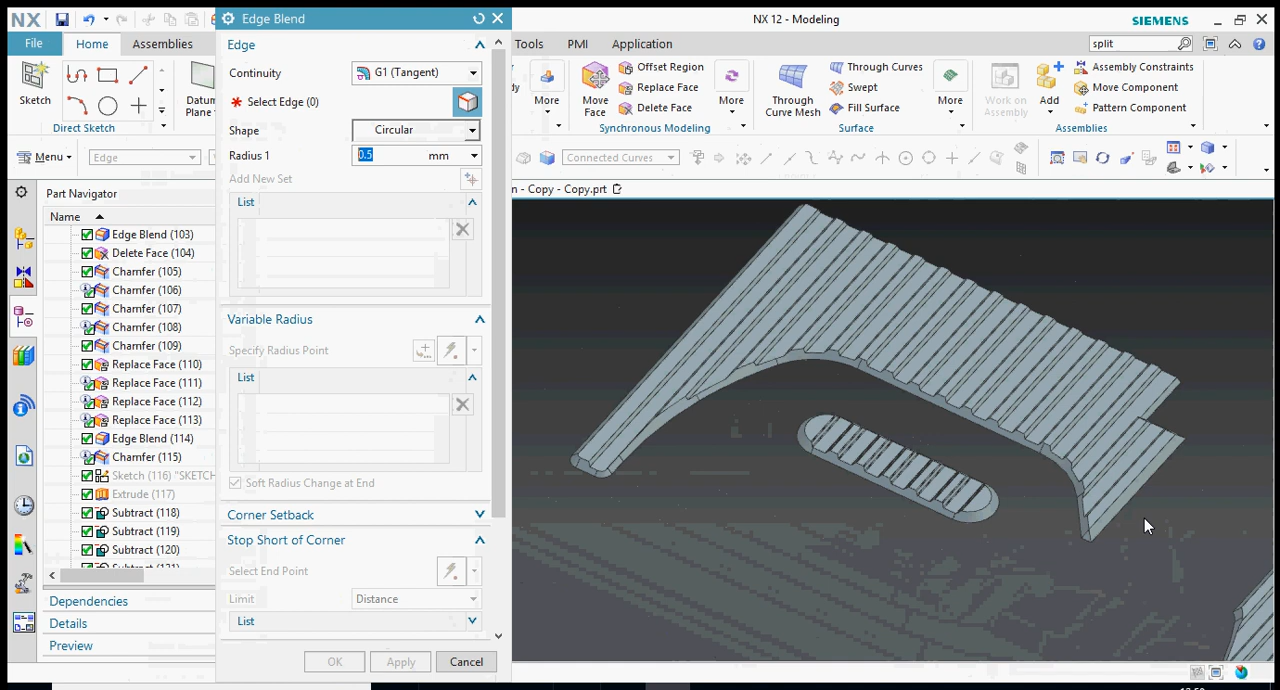 NX
Edge Blend
NX 12 - Modeling
SIEMENS
File
Home
Assemblies
Tools
PMI
Application
split
Sketch
Datum
Plane
Direct Sketch
More
Move
Face
Offset Region
Replace Face
Delete Face
More
Synchronous Modeling
Through
Curve Mesh
Through Curves
Swept
Fill Surface
More
Surface
Work on
Assembly
Add
Assembly Constraints
Move Component
Pattern Component
Assemblies
Menu
Edge
Connected Curves
n - Copy - Copy.prt
Part Navigator
Name
Edge Blend (103)
Delete Face (104)
Chamfer (105)
Chamfer (106)
Chamfer (107)
Chamfer (108)
Chamfer (109)
Replace Face (110)
Replace Face (111)
Replace Face (112)
Replace Face (113)
Edge Blend (114)
Chamfer (115)
Sketch (116) "SKETCH
Extrude (117)
Subtract (118)
Subtract (119)
Subtract (120)
Dependencies
Details
Preview
Edge
Continuity
G1 (Tangent)
* Select Edge (0)
Shape
Circular
Radius 1
0.5 mm
Add New Set
List
Variable Radius
Specify Radius Point
List
Soft Radius Change at End
Corner Setback
Stop Short of Corner
Select End Point
Limit
Distance
List
OK
Apply
Cancel